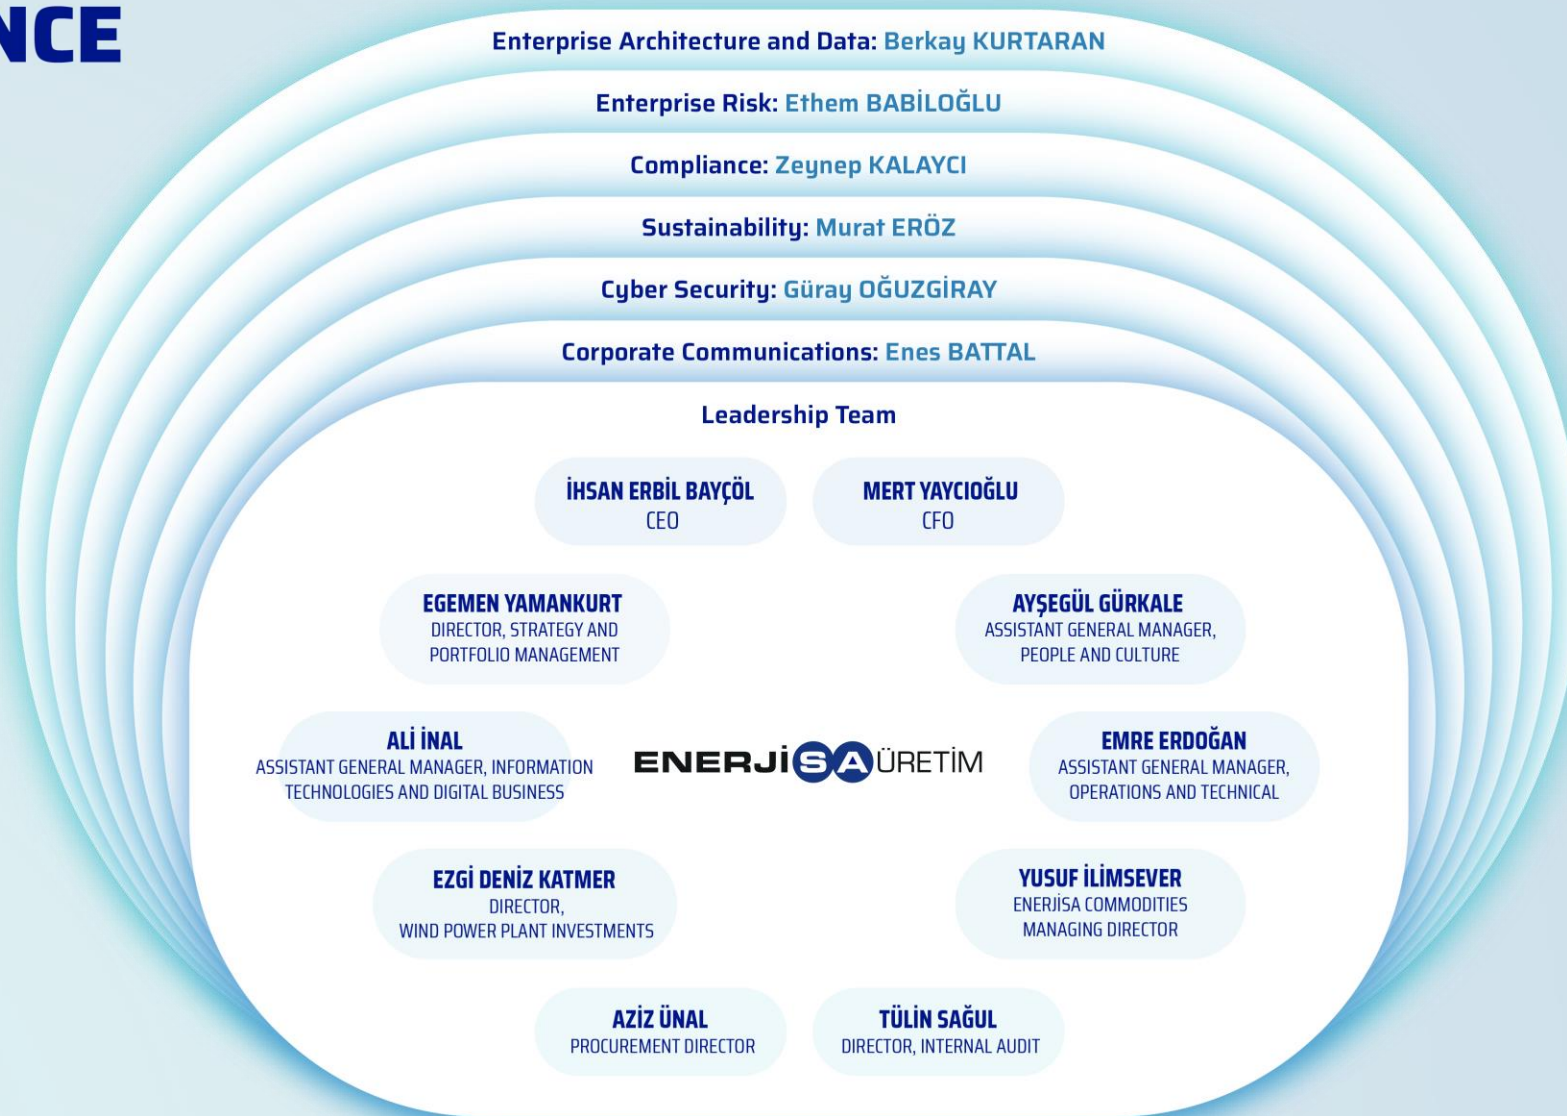 NCE
Enterprise Architecture and Data: Berkay KURTARAN
Enterprise Risk: Ethem BABİLOĞLU
Compliance: Zeynep KALAYCI
Sustainability: Murat ERÖZ
Cyber Security: Güray OĞUZGİRAY
Corporate Communications: Enes BATTAL
Leadership Team
İHSAN ERBİL BAYÇÖL
CEO
MERT YAYCIOĞLU
CFO
EGEMEN YAMANKURT
DIRECTOR, STRATEGY AND
PORTFOLIO MANAGEMENT
AYŞEGÜL GÜRKALE
ASSISTANT GENERAL MANAGER,
PEOPLE AND CULTURE
ALİ İNAL
ASSISTANT GENERAL MANAGER, INFORMATION
TECHNOLOGIES AND DIGITAL BUSINESS
ENERJİSA ÜRETİM
EMRE ERDOĞAN
ASSISTANT GENERAL MANAGER,
OPERATIONS AND TECHNICAL
EZGİ DENİZ KATMER
DIRECTOR,
WIND POWER PLANT INVESTMENTS
YUSUF İLİMSEVER
ENERJİSA COMMODITIES
MANAGING DIRECTOR
AZİZ ÜNAL
PROCUREMENT DIRECTOR
TÜLİN SAĞUL
DIRECTOR, INTERNAL AUDIT